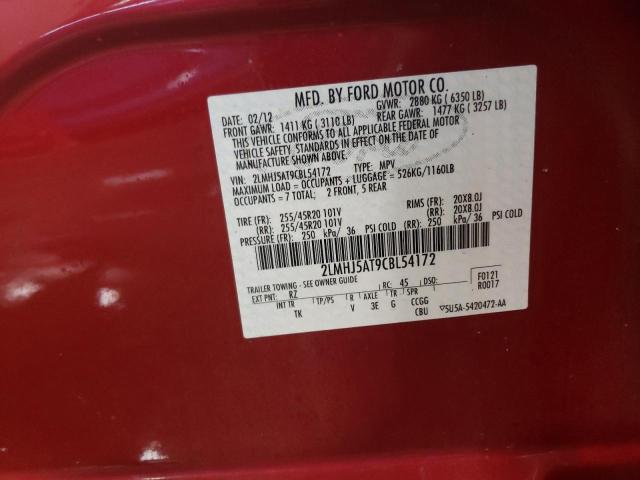 MFD. BY FORD MOTOR CO.
DATE: 02/12 GVWR: 2880 KG ( 6350 LB)
FRONT GAWR: 1411 KG ( 3110 LB) REAR GAWR: 1477 KG ( 3257 LB)
THIS VEHICLE CONFORMS TO ALL APPLICABLE FEDERAL MOTOR
VEHICLE SAFETY STANDARDS IN EFFECT ON THE DATE OF
MANUFACTURE SHOWN ABOVE.
VIN: 2LMHJ5AT9CBL54172 TYPE: MPV
MAXIMUM LOAD = OCCUPANTS + LUGGAGE = 526KG/1160LB
OCCUPANTS = 7 TOTAL; 2 FRONT, 5 REAR
TIRE (FR): 255/45R20 101V RIMS (FR): 20X8.0J
(RR): 255/45R20 101V (RR): 20X8.0J
PRESSURE (FR): 250 kPa/ 36 PSI COLD (RR): 250 kPa/ 36 PSI COLD
2LMHJ5AT9CBL54172
TRAILER TOWING - SEE OWNER GUIDE
EXT PNT: RZ RC: 45 DSO: F0121
INT TR TP/PS R AXLE TR SPR R0017
TK V 3E G CCGG
CBU ▽5U5A-5420472-AA